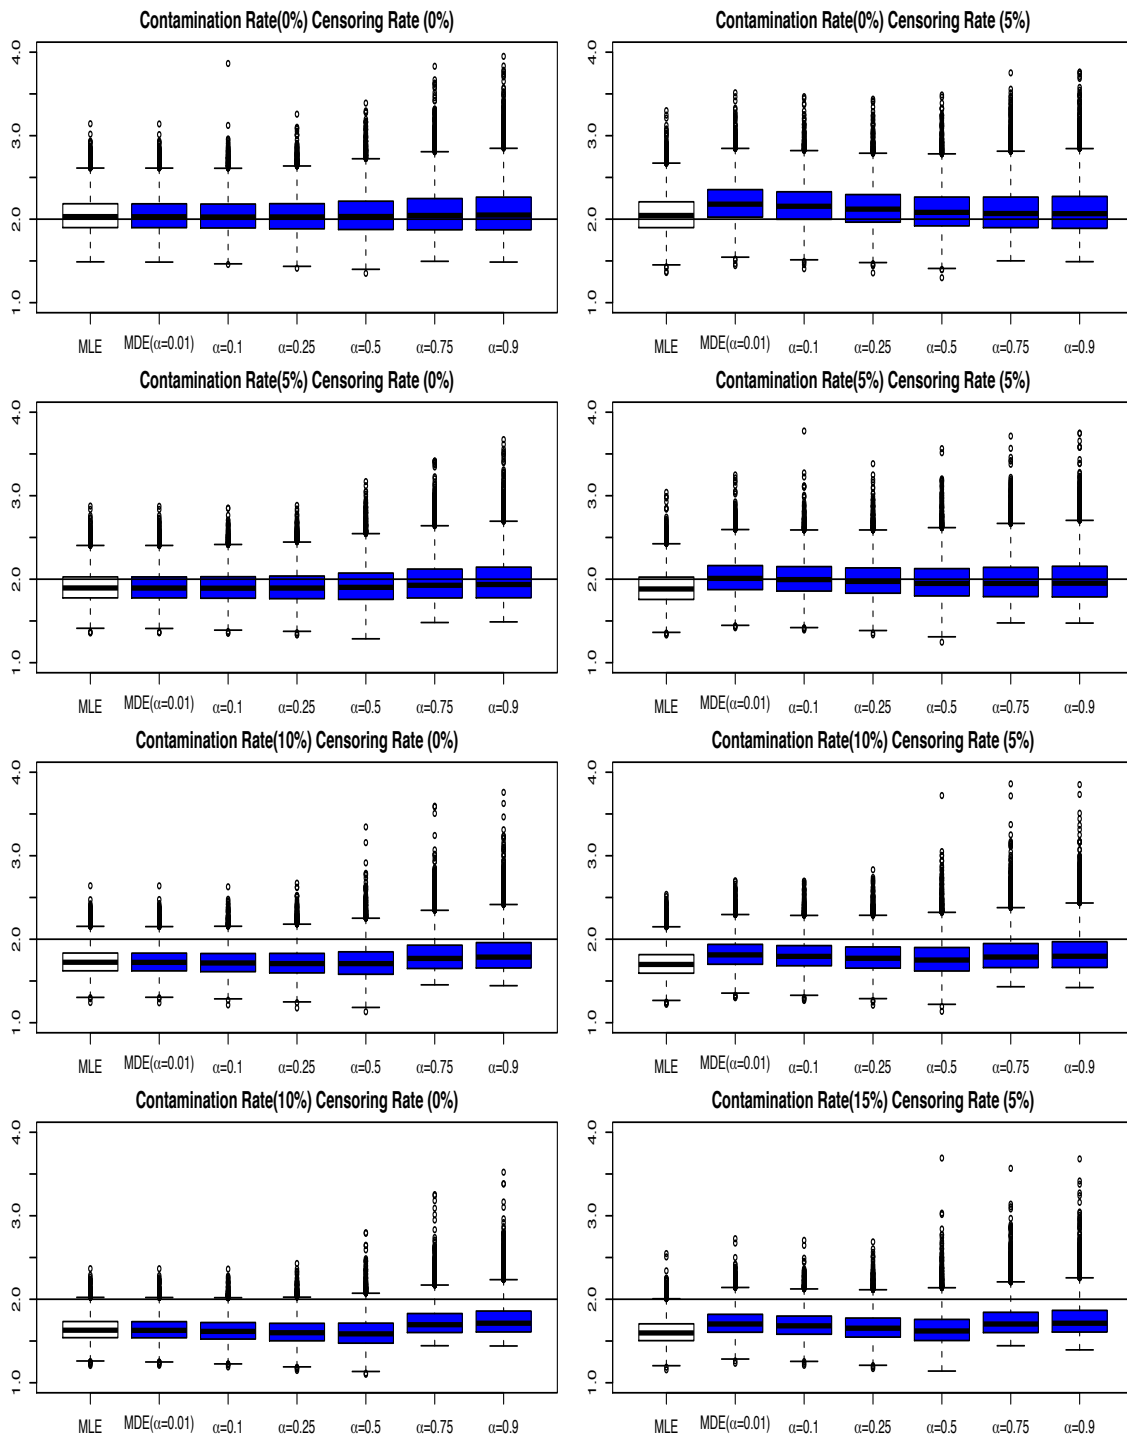 Contamination Rate(0%) Censoring Rate (0%)
4.0
3.0
2.0
1.0
MLE MDE(α=0.01) α=0.1 α=0.25 α=0.5 α=0.75 α=0.9
Contamination Rate(0%) Censoring Rate (5%)
4.0
3.0
2.0
1.0
MLE MDE(α=0.01) α=0.1 α=0.25 α=0.5 α=0.75 α=0.9
Contamination Rate(5%) Censoring Rate (0%)
4.0
3.0
2.0
1.0
MLE MDE(α=0.01) α=0.1 α=0.25 α=0.5 α=0.75 α=0.9
Contamination Rate(5%) Censoring Rate (5%)
4.0
3.0
2.0
1.0
MLE MDE(α=0.01) α=0.1 α=0.25 α=0.5 α=0.75 α=0.9
Contamination Rate(10%) Censoring Rate (0%)
4.0
3.0
2.0
1.0
MLE MDE(α=0.01) α=0.1 α=0.25 α=0.5 α=0.75 α=0.9
Contamination Rate(10%) Censoring Rate (5%)
4.0
3.0
2.0
1.0
MLE MDE(α=0.01) α=0.1 α=0.25 α=0.5 α=0.75 α=0.9
Contamination Rate(10%) Censoring Rate (0%)
4.0
3.0
2.0
1.0
MLE MDE(α=0.01) α=0.1 α=0.25 α=0.5 α=0.75 α=0.9
Contamination Rate(15%) Censoring Rate (5%)
4.0
3.0
2.0
1.0
MLE MDE(α=0.01) α=0.1 α=0.25 α=0.5 α=0.75 α=0.9